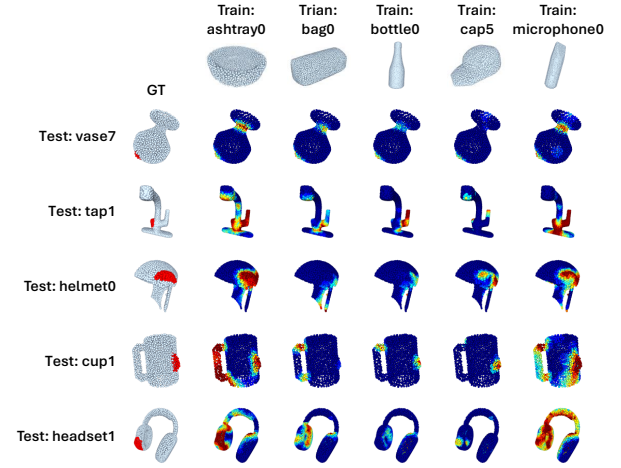 Train: Trian: Train: Train: Train:
ashtray0 bag0 bottle0 cap5 microphone0
GT
Test: vase7
Test: tap1
Test: helmet0
Test: cup1
Test: headset1